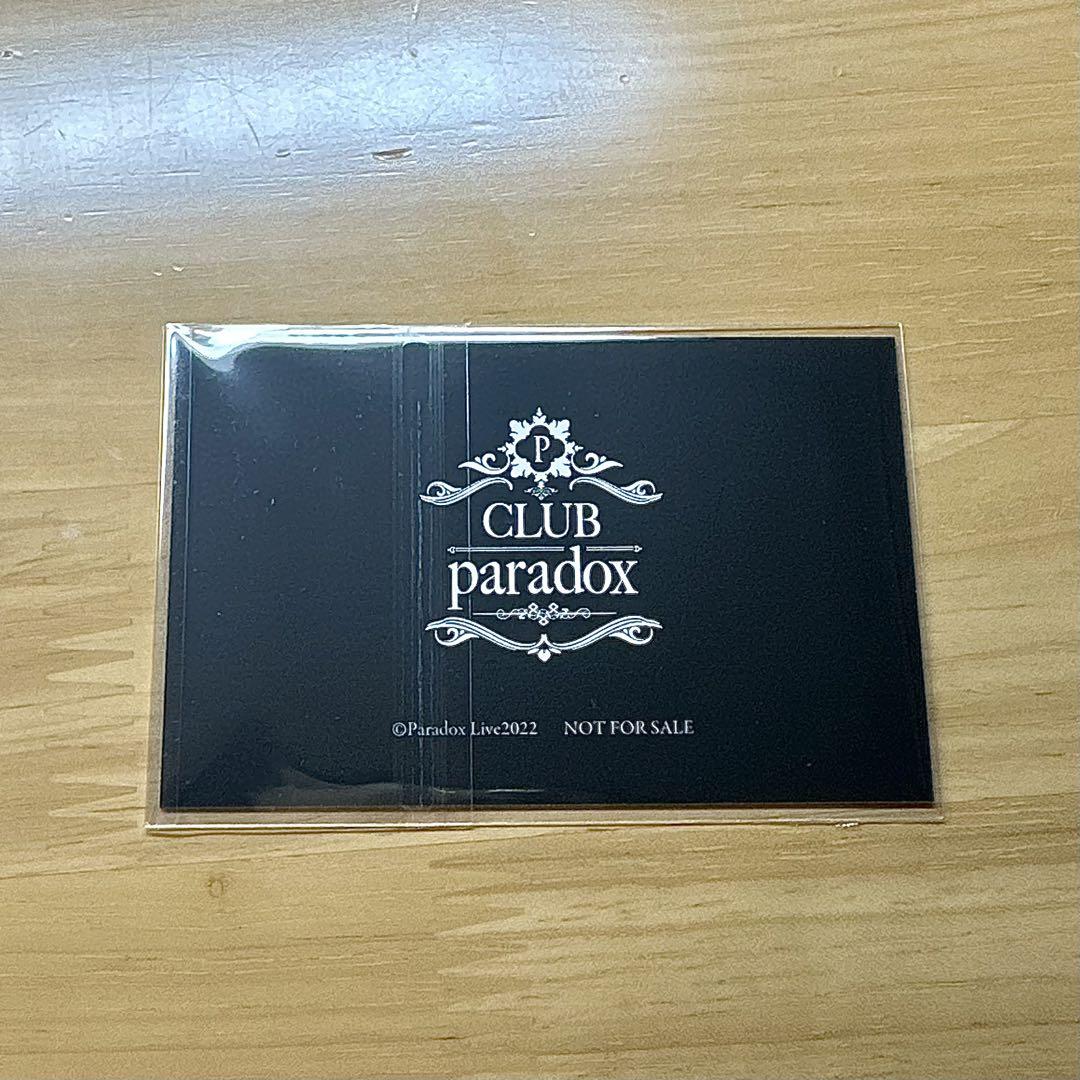 P
CLUB
paradox
©Paradox Live2022 NOT FOR SALE